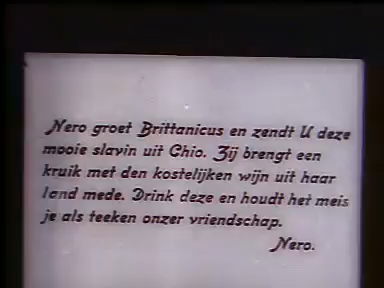 Nero groet Brittanicus en zendt U deze
mooie slavin uit Chio. Zij brengt een
kruik met den kostelijken wijn uit haar
land mede. Drink deze en houdt het meis
je als teeken onzer vriendschap.
Nero.